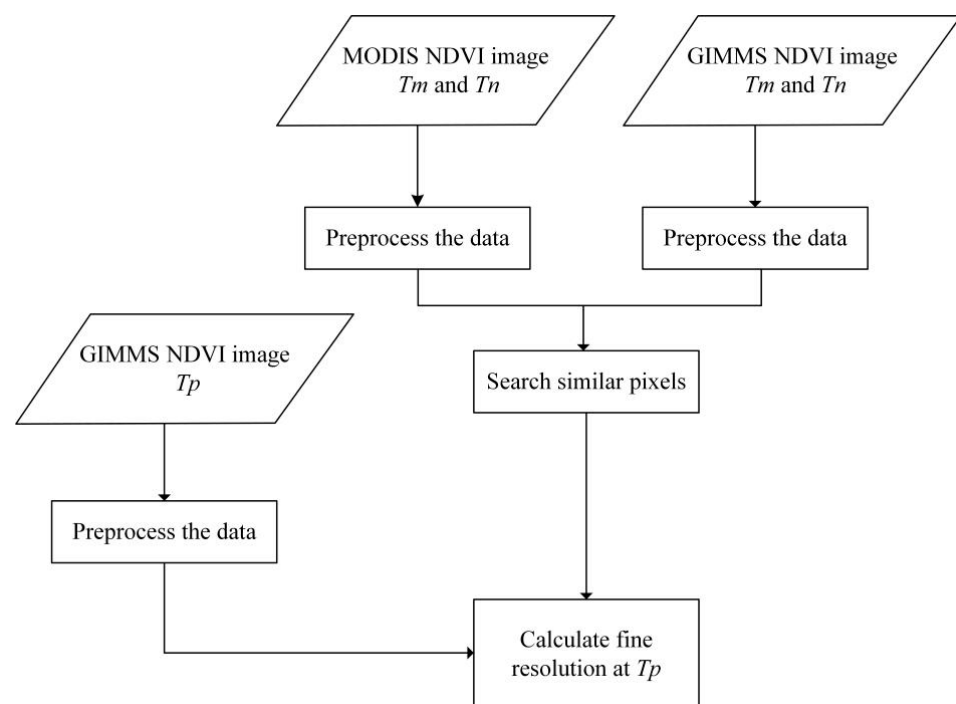 MODIS NDVI image
Tm and Tn
GIMMS NDVI image
Tm and Tn
Preprocess the data
Preprocess the data
GIMMS NDVI image
Tp
Search similar pixels
Preprocess the data
Calculate fine
resolution at Tp